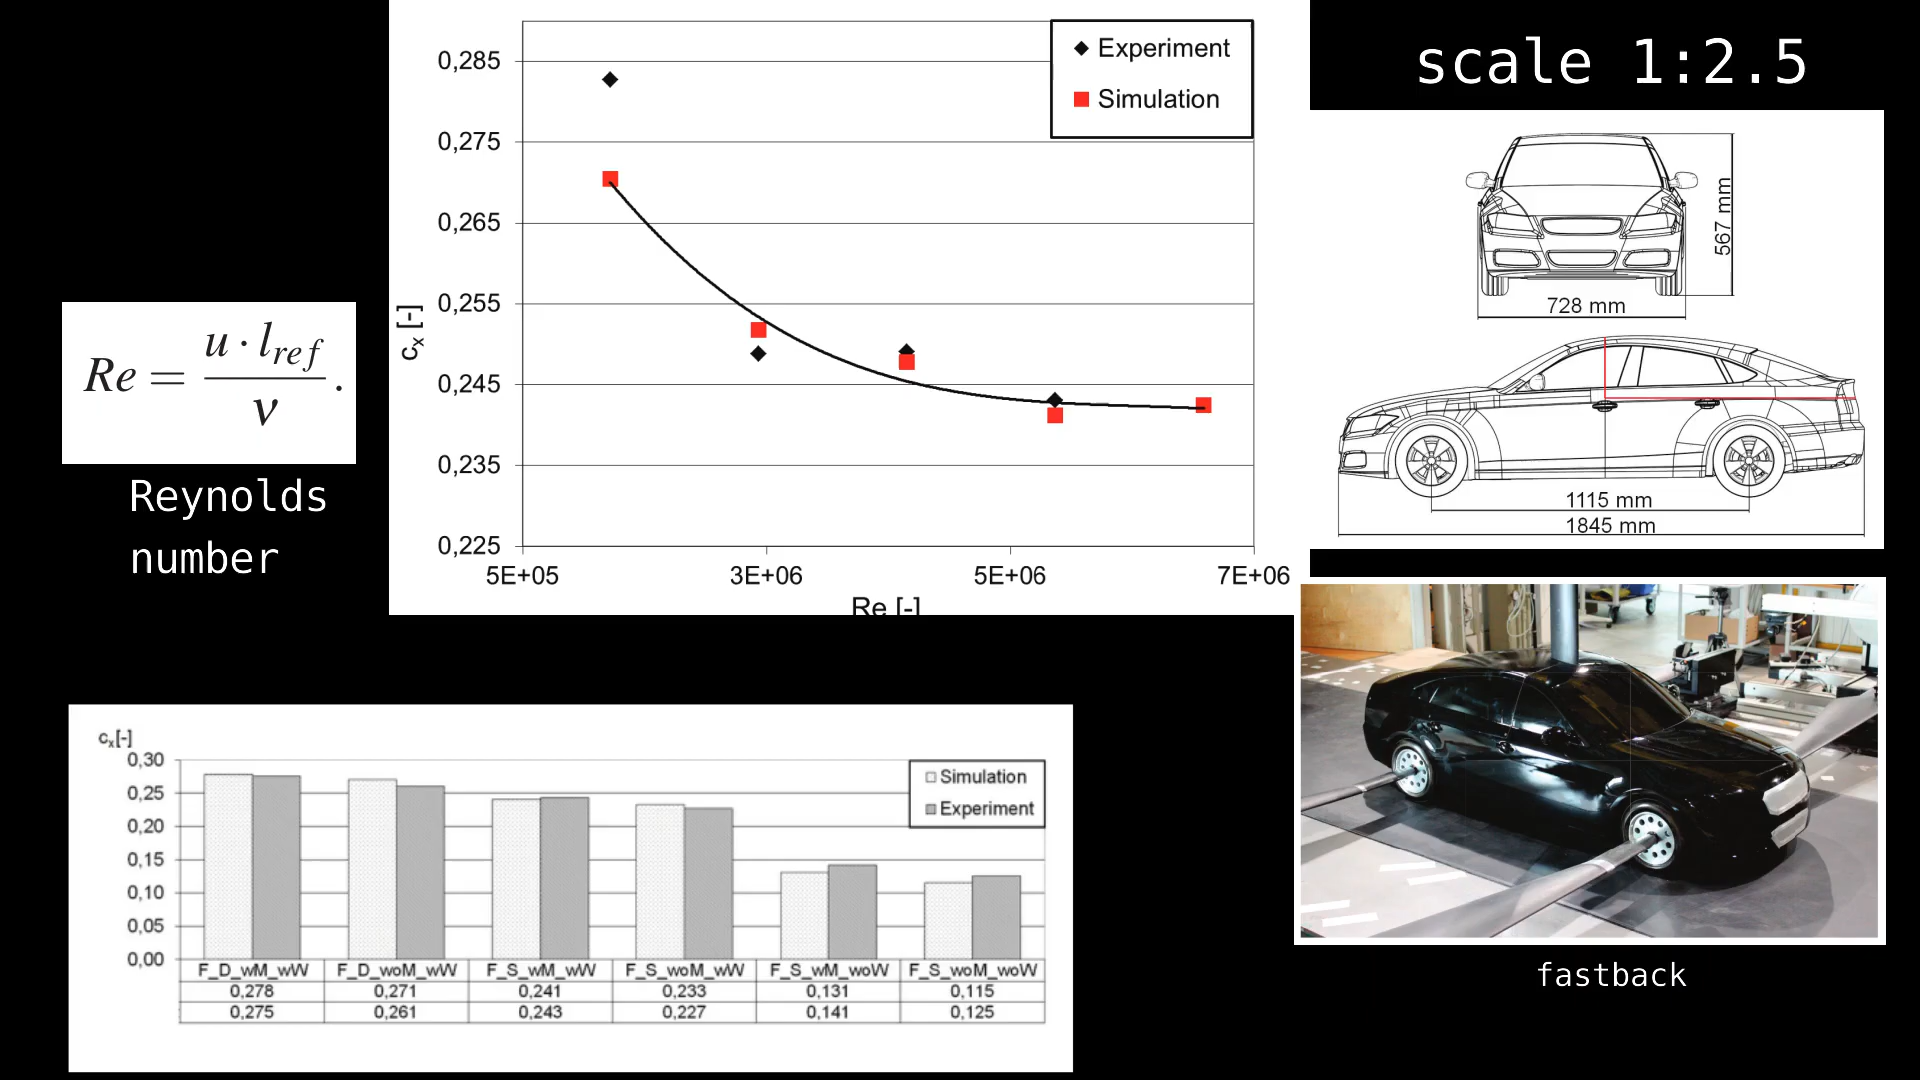 Re = u · l_ref / ν .
Reynolds
number
c_x [-]
0,285
0,275
0,265
0,255
0,245
0,235
0,225
5E+05 3E+06 5E+06 7E+06
Re [-]
Experiment
Simulation
scale 1:2.5
567 mm
728 mm
1115 mm
1845 mm
fastback
c_x[-]
0,30
0,25
0,20
0,15
0,10
0,05
0,00
Simulation
Experiment
F_D_wM_wW F_D_woM_wW F_S_wM_wW F_S_woM_wW F_S_wM_woW F_S_woM_woW
0,278 0,271 0,241 0,233 0,131 0,115
0,275 0,261 0,243 0,227 0,141 0,125